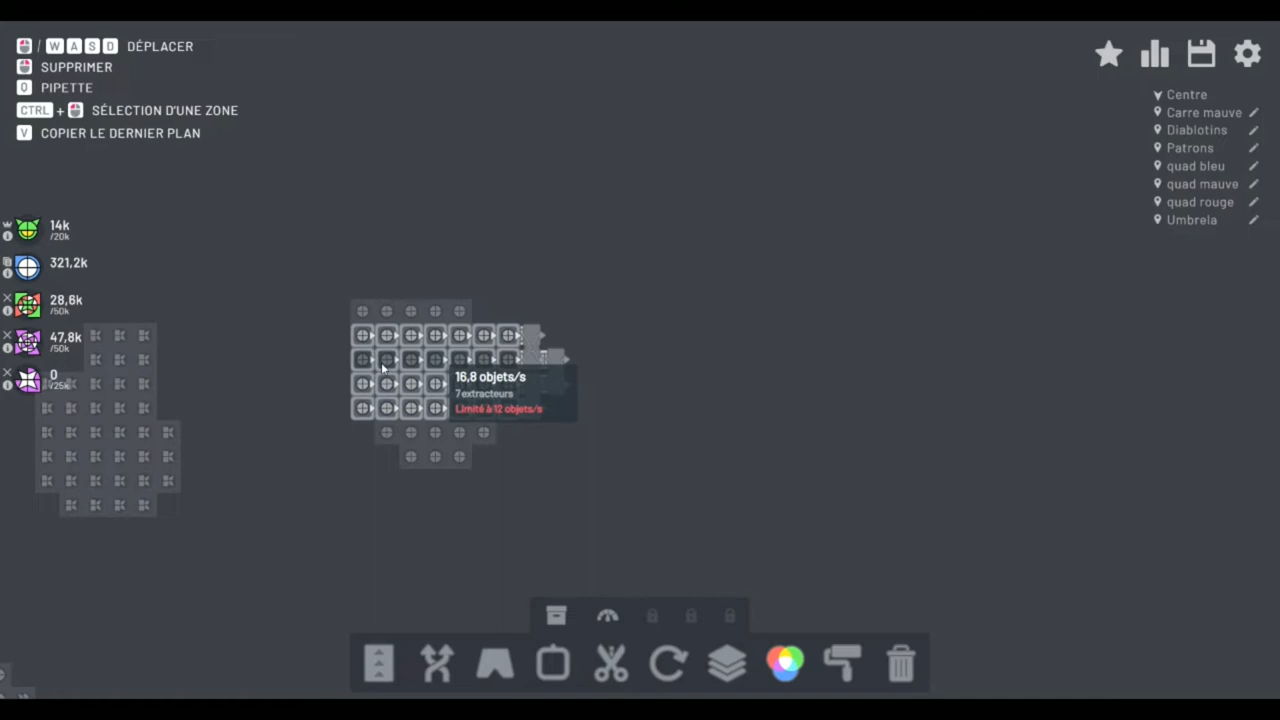 / W A S D DÉPLACER
SUPPRIMER
Q PIPETTE
CTRL + SÉLECTION D'UNE ZONE
V COPIER LE DERNIER PLAN
Centre
Carre mauve
Diablotins
Patrons
quad bleu
quad mauve
quad rouge
Umbrela
14k
/20k
321,2k
28,6k
/50k
47,8k
/50k
0
/25k
16,8 objets/s
7 extracteurs
Limité à 12 objets/s